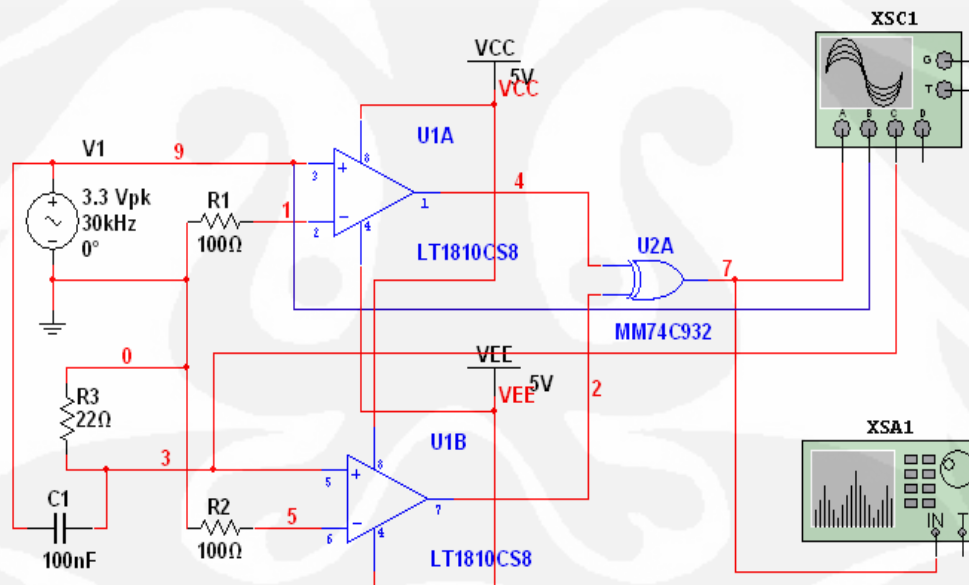 XSC1
G
T
A B C D
VCC
5V
VCC
U1A
V1
9
3
8
4
1
3.3 Vpk
30kHz
0°
R1
1
2
4
100Ω
LT1810CS8
U2A
7
MM74C932
0
VEE
5V
VEE
2
R3
22Ω
U1B
XSA1
3
5
8
C1
R2
5
6
4
7
100nF
100Ω
LT1810CS8
IN T